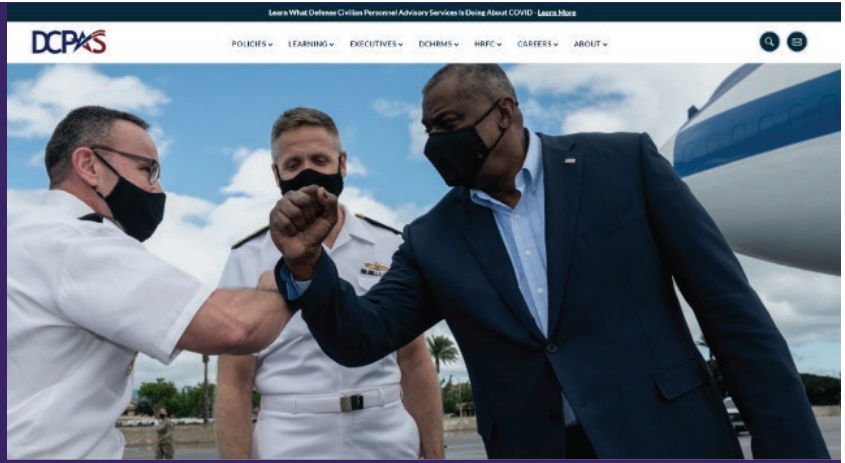 Learn What Defense Civilian Personnel Advisory Services Is Doing About COVID - Learn More
DCPAS
POLICIES LEARNING EXECUTIVES DCHRMS HRFC CAREERS ABOUT